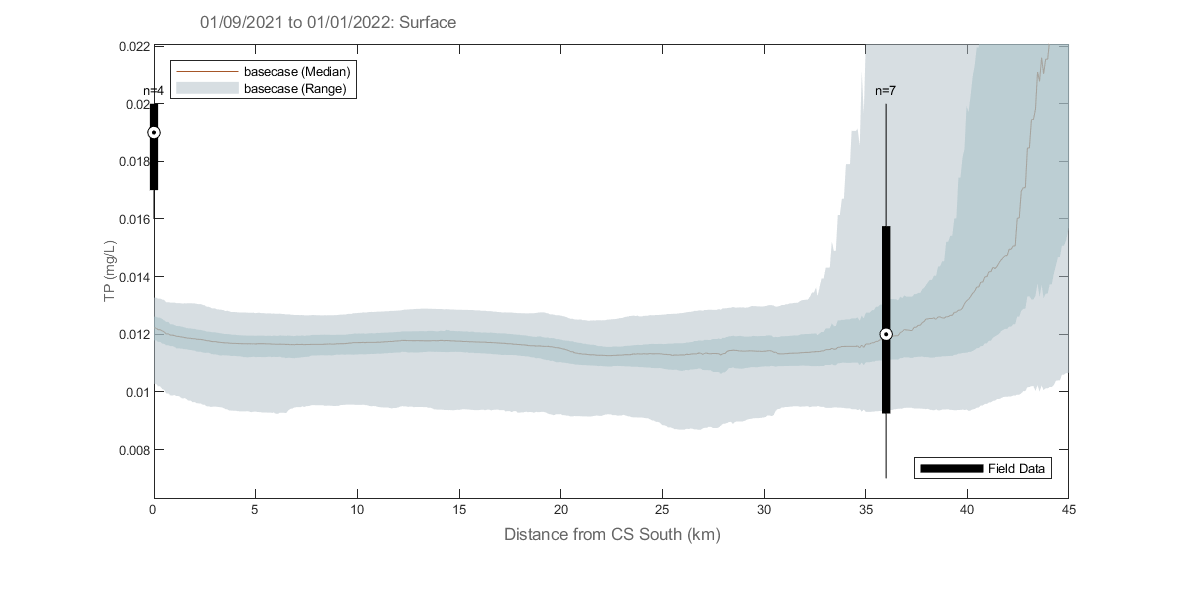 01/09/2021 to 01/01/2022: Surface
0.022
basecase (Median)
basecase (Range)
n=4
n=7
0.02
0.018
0.016
0.014
0.012
0.01
0.008
TP (mg/L)
Field Data
0 5 10 15 20 25 30 35 40 45
Distance from CS South (km)